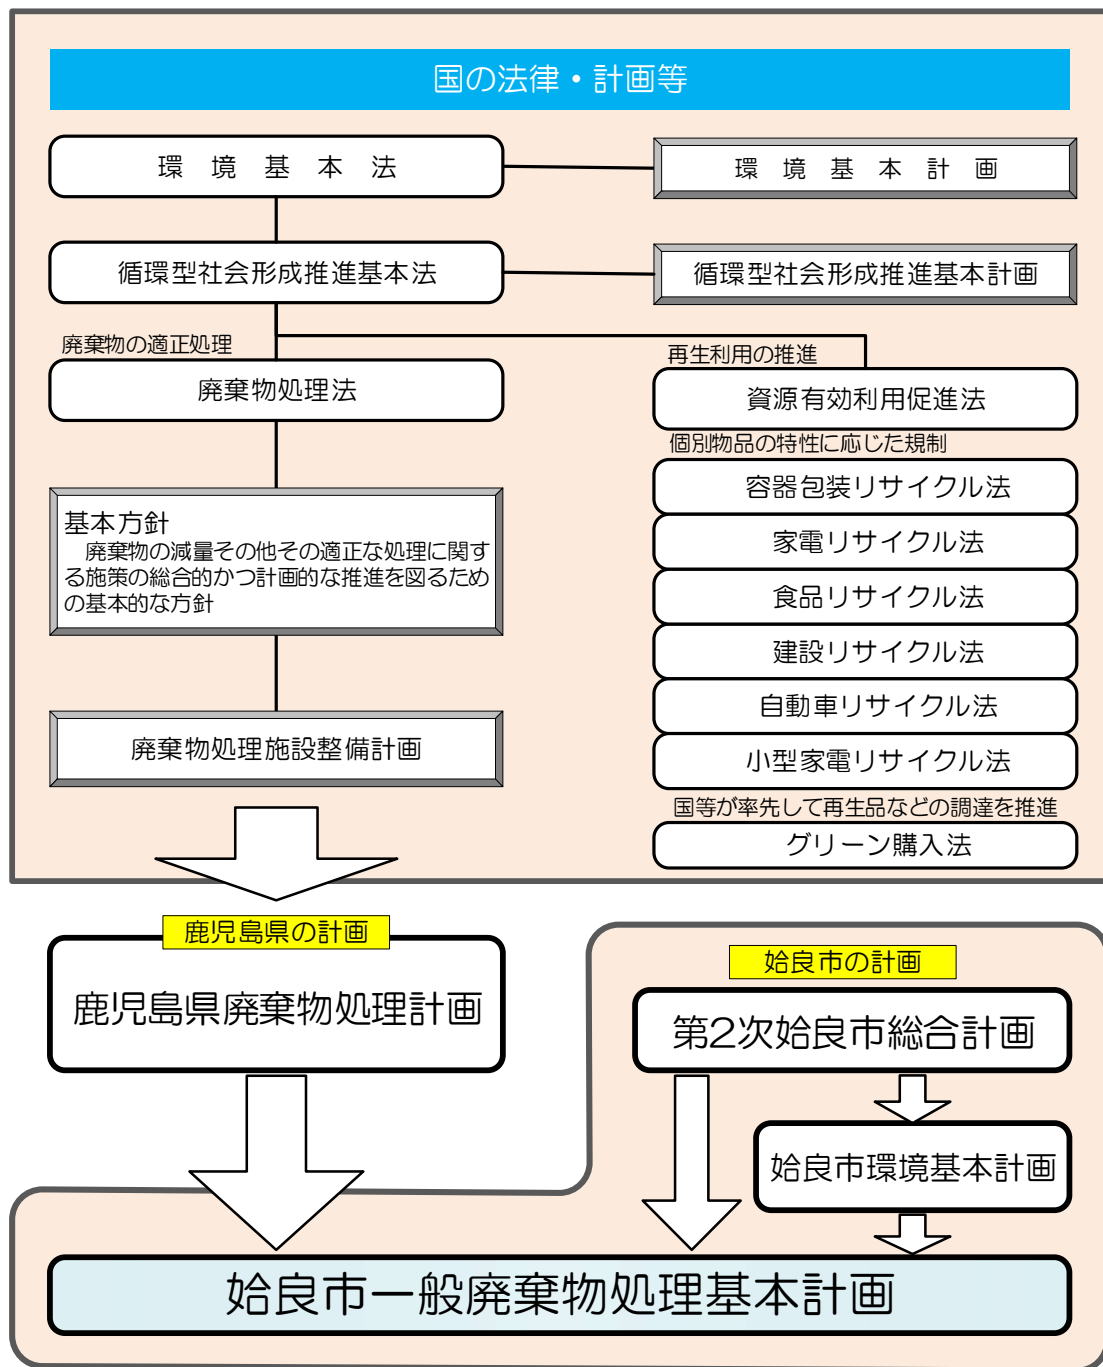 国の法律・計画等
環境基本法
環境基本計画
循環型社会形成推進基本法
循環型社会形成推進基本計画
廃棄物の適正処理
廃棄物処理法
基本方針
廃棄物の減量その他その適正な処理に関す
る施策の総合的かつ計画的な推進を図るため
の基本的な方針
廃棄物処理施設整備計画
再生利用の推進
資源有効利用促進法
個別物品の特性に応じた規制
容器包装リサイクル法
家電リサイクル法
食品リサイクル法
建設リサイクル法
自動車リサイクル法
小型家電リサイクル法
国等が率先して再生品などの調達を推進
グリーン購入法
鹿児島県の計画
鹿児島県廃棄物処理計画
姶良市の計画
第2次姶良市総合計画
姶良市環境基本計画
姶良市一般廃棄物処理基本計画